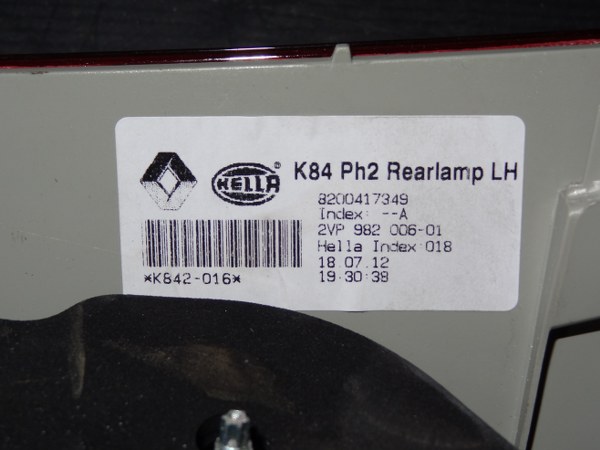 HELLA
K84 Ph2 Rearlamp LH
8200417349
Index: --A
2VP 982 006-01
Hella Index 018
18.07.12
19:30:38
*K842-016*